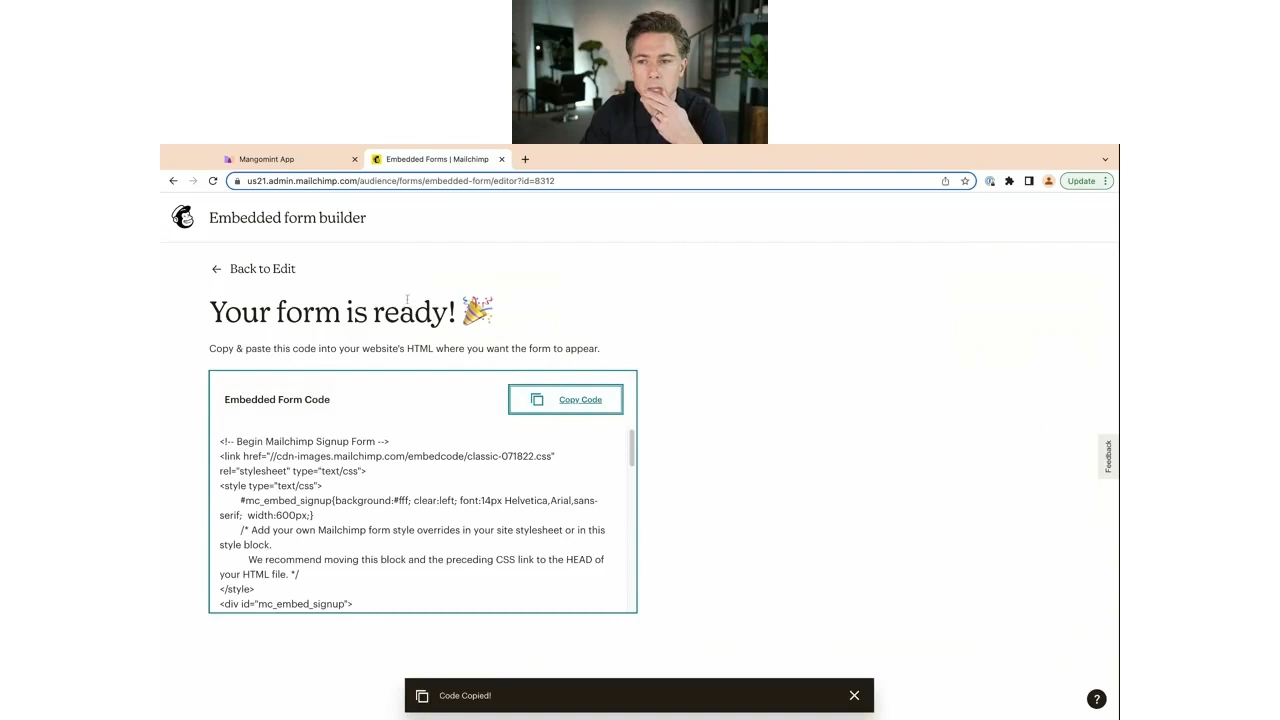 Mangomint App
Embedded Forms | Mailchimp
us21.admin.mailchimp.com/audience/forms/embedded-form/editor?id=8312
Update
Embedded form builder
Back to Edit
Your form is ready! 🎉
Copy & paste this code into your website's HTML where you want the form to appear.
Embedded Form Code
Copy Code
<!-- Begin Mailchimp Signup Form -->
<link href="//cdn-images.mailchimp.com/embedcode/classic-071822.css"
rel="stylesheet" type="text/css">
<style type="text/css">
#mc_embed_signup{background:#fff; clear:left; font:14px Helvetica,Arial,sans-
serif;  width:600px;}
/* Add your own Mailchimp form style overrides in your site stylesheet or in this
style block.
We recommend moving this block and the preceding CSS link to the HEAD of
your HTML file. */
</style>
<div id="mc_embed_signup">
Feedback
Code Copied!
?